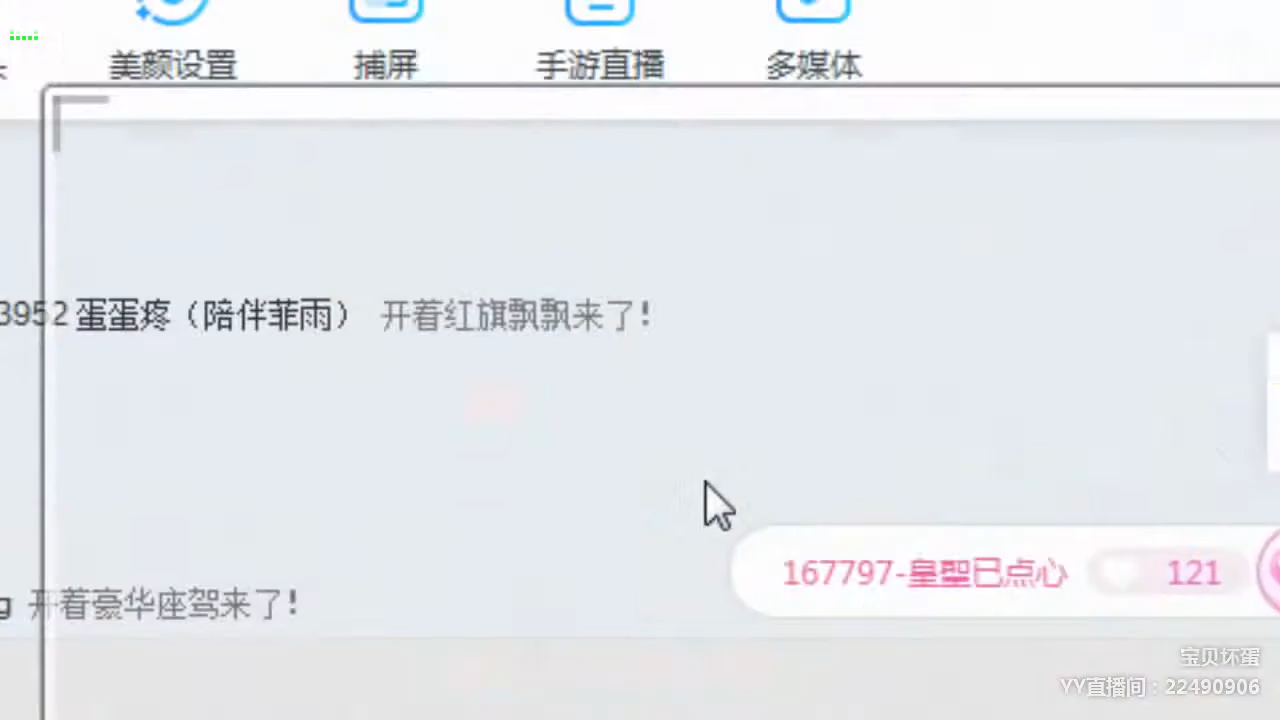 美颜设置 捕屏 手游直播 多媒体
3952 蛋蛋疼（陪伴菲雨） 开着红旗飘飘来了!
167797-皇聖已点心 121
g 开着豪华座驾来了!
宝贝坏蛋
YY直播间：22490906